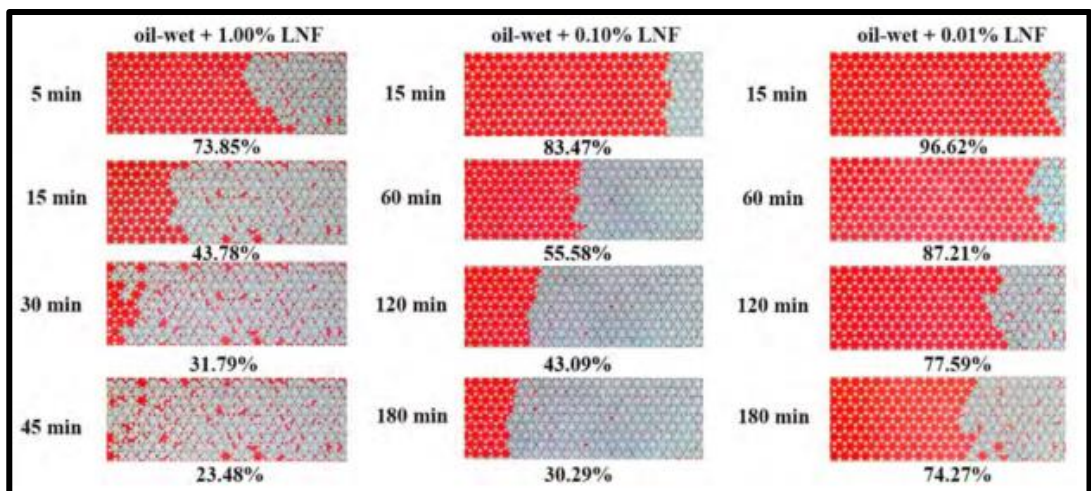 oil-wet + 1.00% LNF oil-wet + 0.10% LNF oil-wet + 0.01% LNF
5 min 15 min 15 min
73.85% 83.47% 96.62%
15 min 60 min 60 min
43.78% 55.58% 87.21%
30 min 120 min 120 min
31.79% 43.09% 77.59%
45 min 180 min 180 min
23.48% 30.29% 74.27%